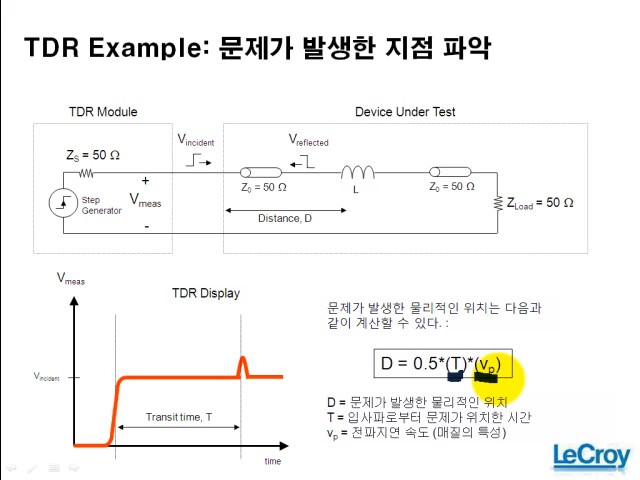 TDR Example: 문제가 발생한 지점 파악
TDR Module
Device Under Test
Z_S = 50 Ω
V_incident
V_reflected
+
Step
Generator
V_meas
-
Z_0 = 50 Ω
L
Z_0 = 50 Ω
Z_Load = 50 Ω
Distance, D
V_meas
TDR Display
V_incident
Transit time, T
time
문제가 발생한 물리적인 위치는 다음과
같이 계산할 수 있다. :
D = 0.5*(T)*(v_p)
D = 문제가 발생한 물리적인 위치
T = 입사파로부터 문제가 위치한 시간
v_p = 전파지연 속도 (매질의 특성)
LeCroy